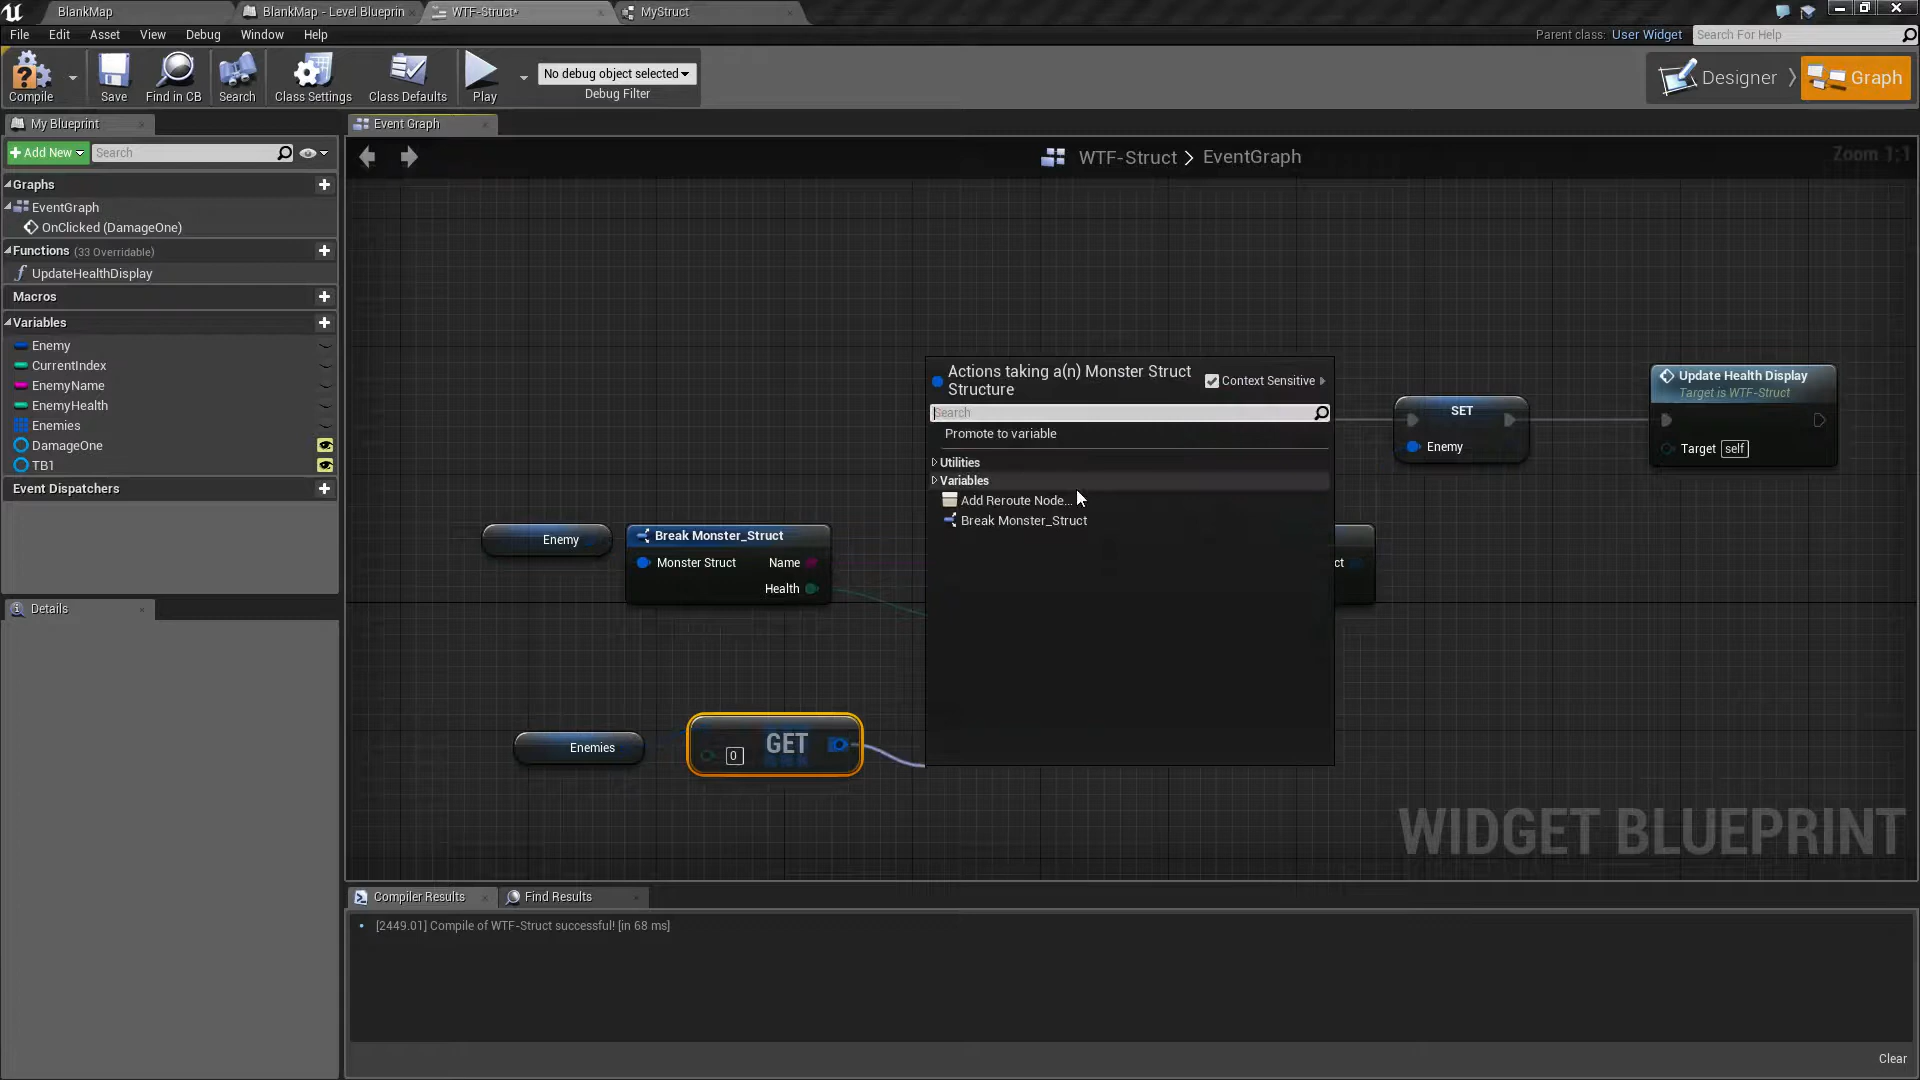 BlankMap
BlankMap - Level Blueprin
WTF-Struct*
MyStruct
File Edit Asset View Debug Window Help
Parent class: User Widget
Search For Help
Compile
Save
Find in CB
Search
Class Settings
Class Defaults
Play
No debug object selected
Debug Filter
Designer
Graph
My Blueprint
Add New
Search
Graphs
EventGraph
OnClicked (DamageOne)
Functions (33 Overridable)
UpdateHealthDisplay
Macros
Variables
Enemy
CurrentIndex
EnemyName
EnemyHealth
Enemies
DamageOne
TB1
Event Dispatchers
Details
Event Graph
WTF-Struct > EventGraph
Zoom 1:1
Actions taking a(n) Monster Struct
Structure
Context Sensitive
Search
Promote to variable
Utilities
Variables
Add Reroute Node...
Break Monster_Struct
SET
Enemy
Update Health Display
Target is WTF-Struct
Target self
Enemy
Break Monster_Struct
Monster Struct Name
Health
ct
Enemies
GET
0
WIDGET BLUEPRINT
Compiler Results
Find Results
[2449.01] Compile of WTF-Struct successful! [in 68 ms]
Clear